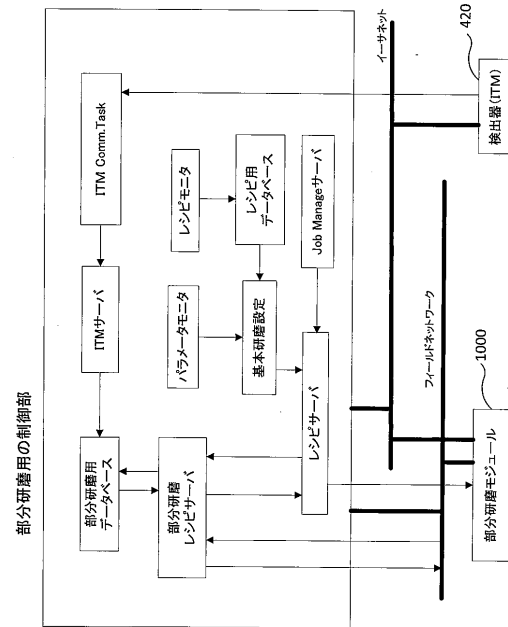 部分研磨用の制御部
部分研磨用
データベース
ITMサーバ
ITM Comm.Task
部分研磨
レシピサーバ
パラメータモニタ
レシピモニタ
基本研磨設定
レシピ用
データベース
レシピサーバ
Job Manageサーバ
フィールドネットワーク
イーサネット
部分研磨モジュール
1000
検出器(ITM)
420